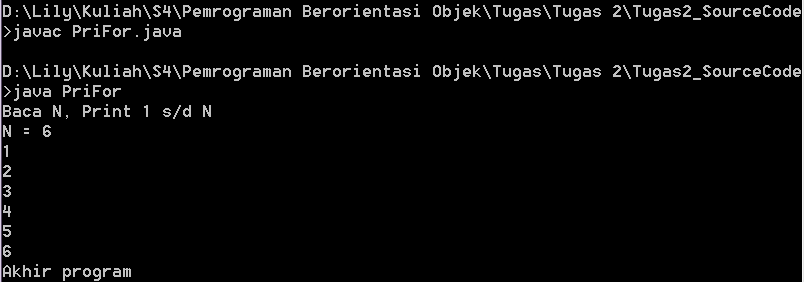 D:\Lily\Kuliah\S4\Pemrograman Berorientasi Objek\Tugas\Tugas 2\Tugas2_SourceCode
>javac PriFor.java
D:\Lily\Kuliah\S4\Pemrograman Berorientasi Objek\Tugas\Tugas 2\Tugas2_SourceCode
>java PriFor
Baca N, Print 1 s/d N
N = 6
1
2
3
4
5
6
Akhir program